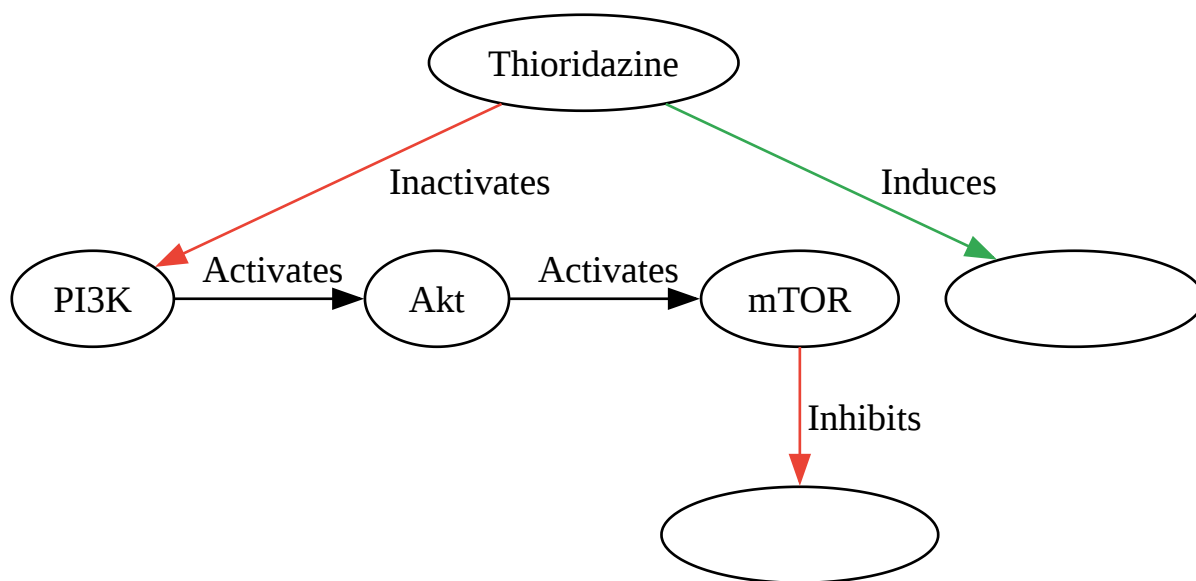 Thioridazine
Inactivates
Induces
Activates
Activates
PI3K
Akt
mTOR
Inhibits